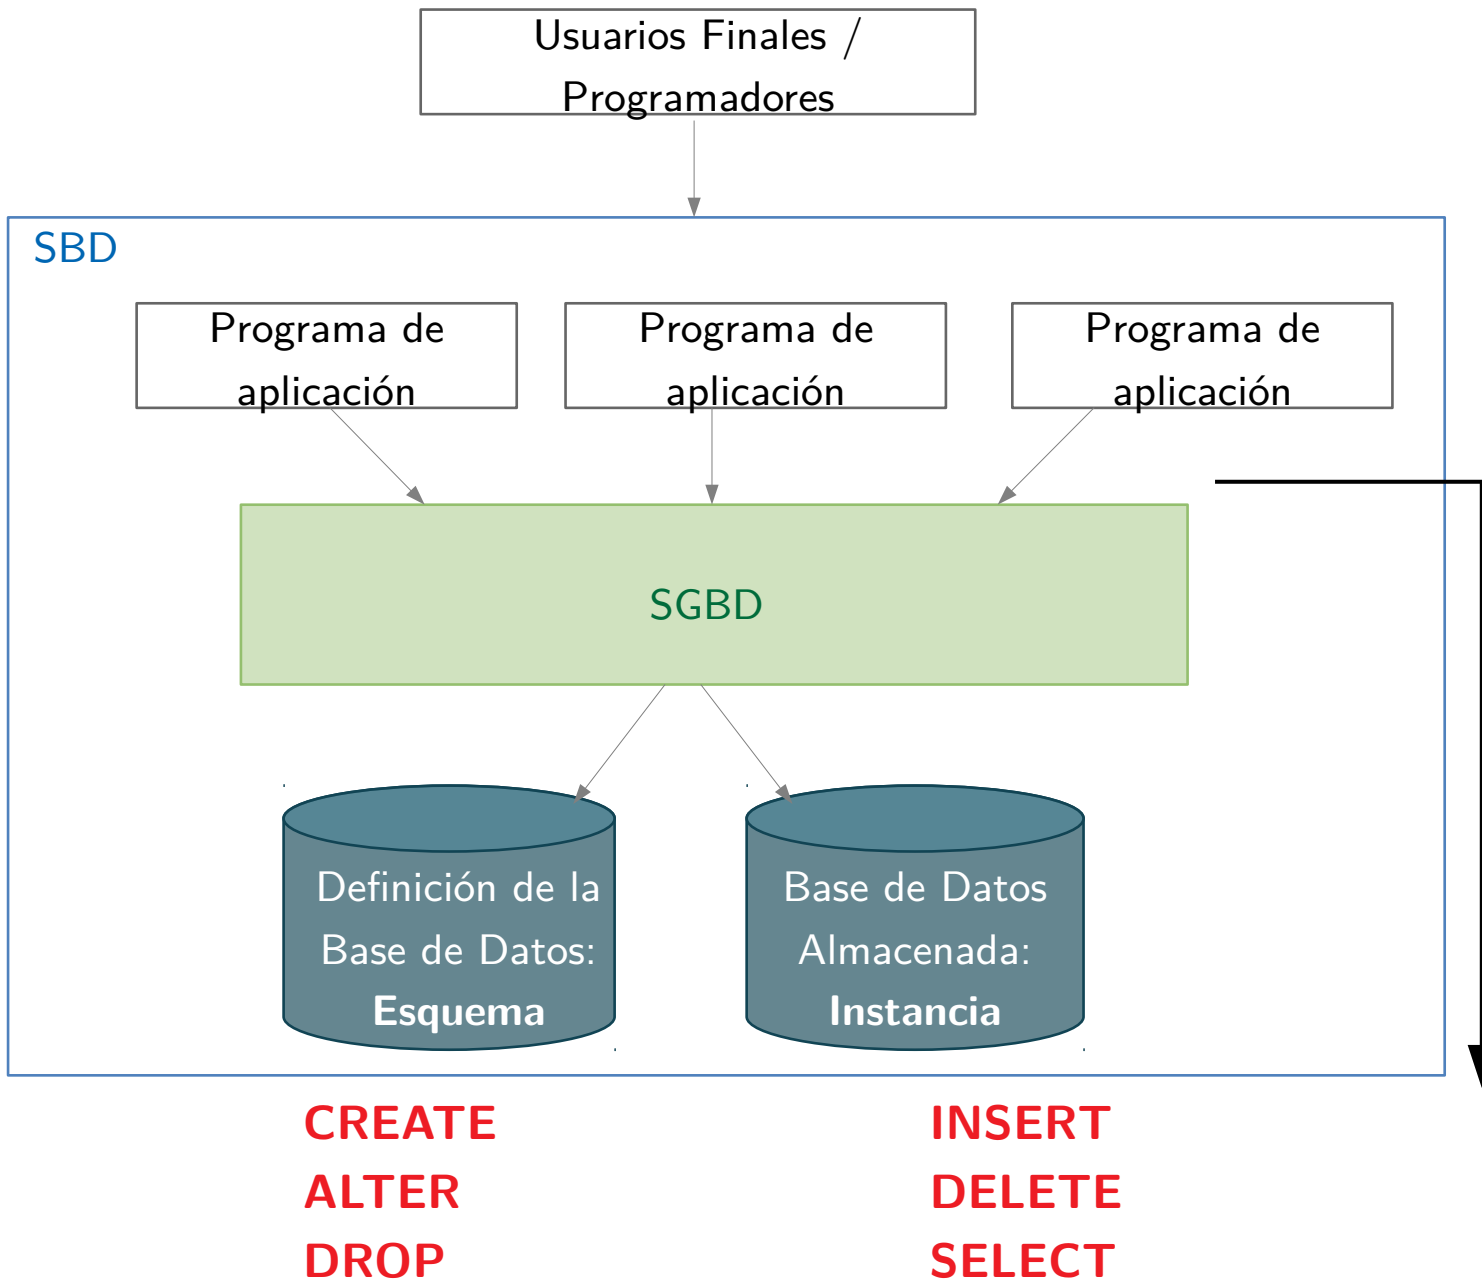 Usuarios Finales /
Programadores
SBD
Programa de
aplicación
Programa de
aplicación
Programa de
aplicación
SGBD
Definición de la
Base de Datos:
Esquema
Base de Datos
Almacenada:
Instancia
CREATE
ALTER
DROP
INSERT
DELETE
SELECT